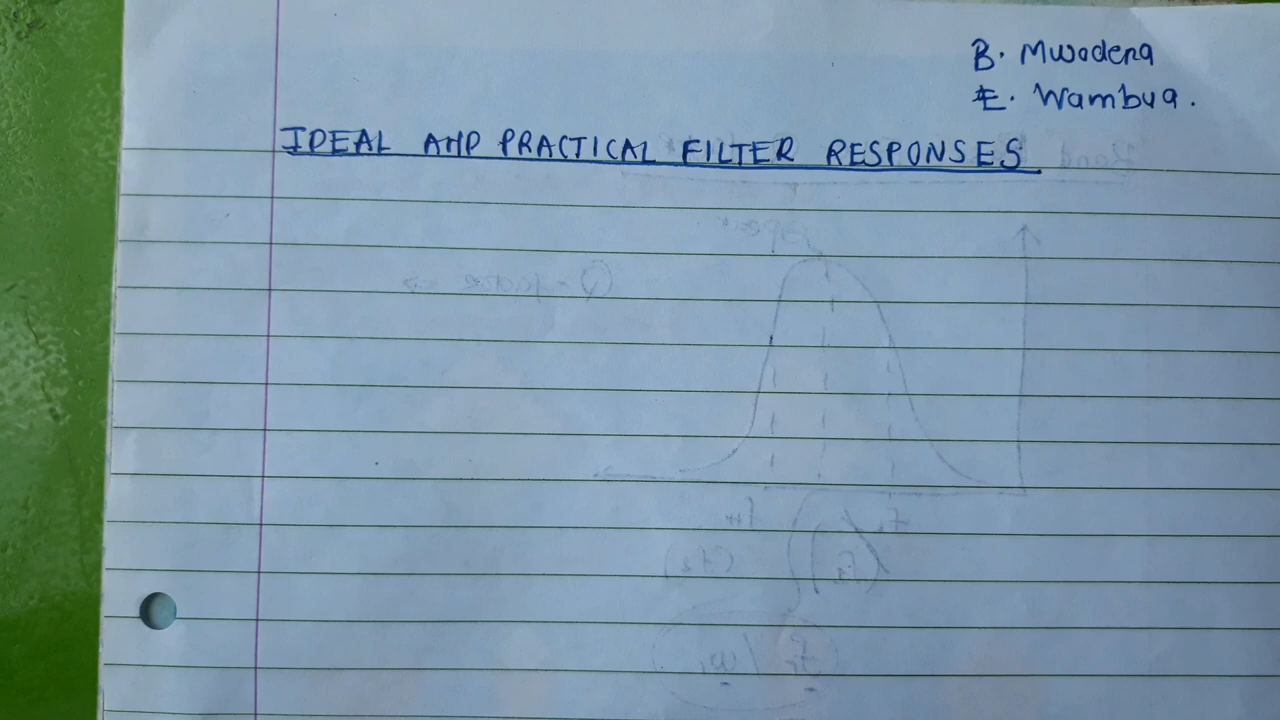 B. Mwadena
E. Wambua.
IDEAL AND PRACTICAL FILTER RESPONSES